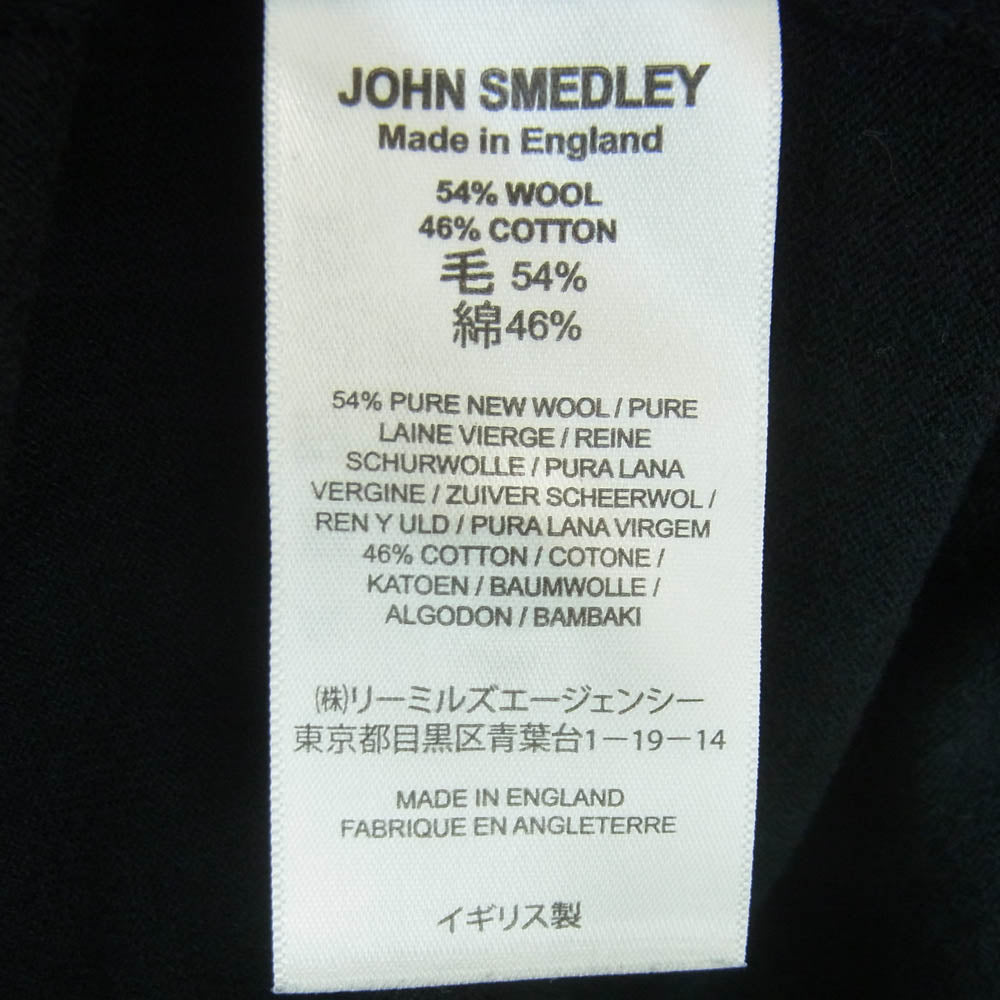 JOHN SMEDLEY
Made in England
54% WOOL
46% COTTON
毛 54%
綿46%
54% PURE NEW WOOL / PURE
LAINE VIERGE / REINE
SCHURWOLLE / PURA LANA
VERGINE / ZUIVER SCHEERWOL /
REN Y ULD / PURA LANA VIRGEM
46% COTTON / COTONE /
KATOEN / BAUMWOLLE /
ALGODON / BAMBAKI
㈱リーミルズエージェンシー
東京都目黒区青葉台1−19−14
MADE IN ENGLAND
FABRIQUE EN ANGLETERRE
イギリス製